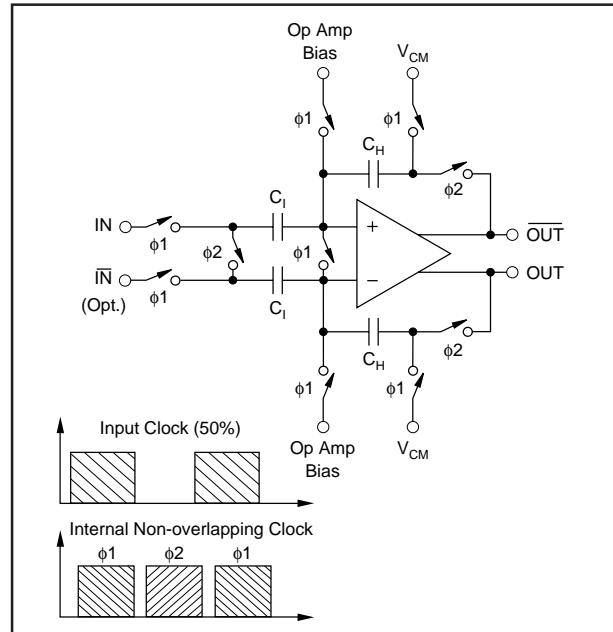 Op Amp
Bias
V_CM
φ1
φ1
C_H
φ2
IN
φ1
C_I
φ2
φ1
+
OUT̅
IN̅
(Opt.)
φ1
C_I
−
OUT
C_H
φ2
φ1
φ1
Op Amp
Bias
V_CM
Input Clock (50%)
Internal Non-overlapping Clock
φ1 φ2 φ1